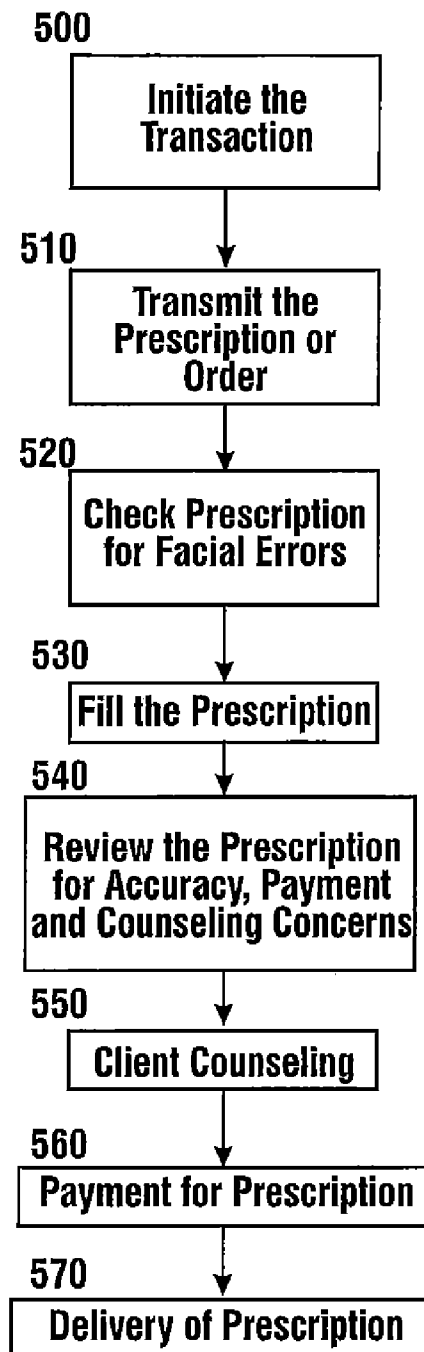 500
Initiate the
Transaction
510
Transmit the
Prescription or
Order
520
Check Prescription
for Facial Errors
530
Fill the Prescription
540
Review the Prescription
for Accuracy, Payment
and Counseling Concerns
550
Client Counseling
560
Payment for Prescription
570
Delivery of Prescription